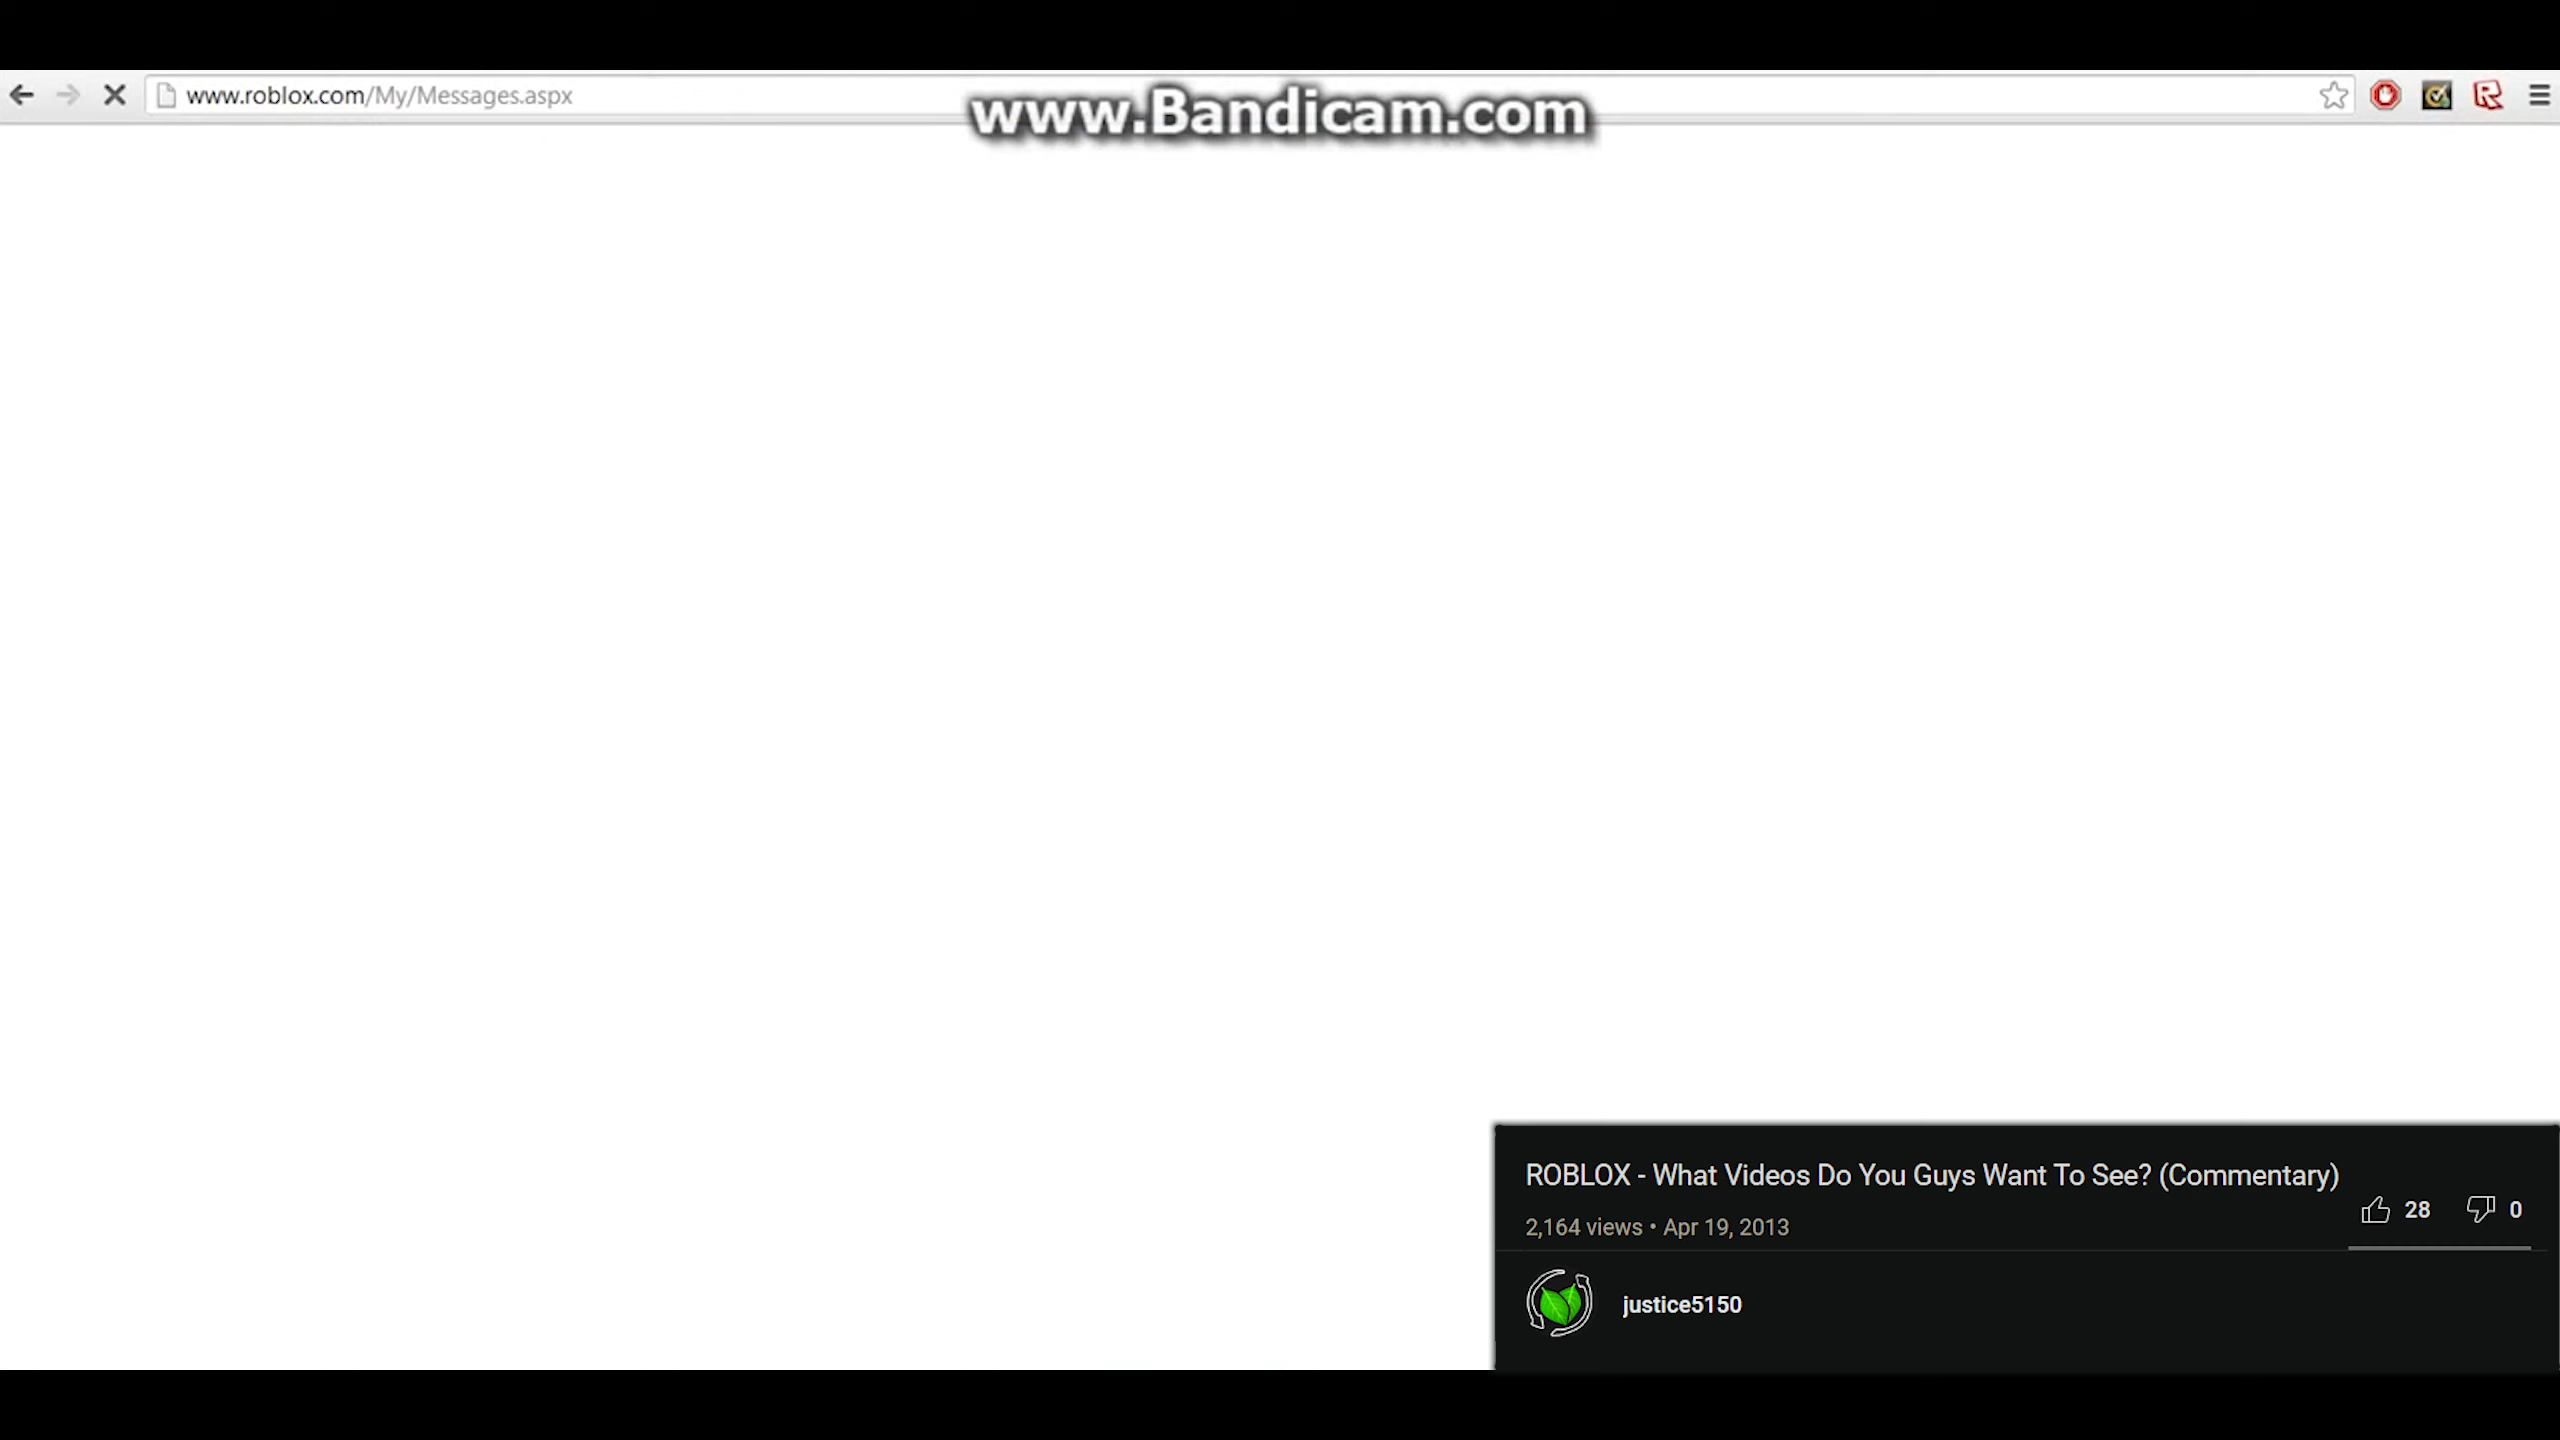 www.roblox.com/My/Messages.aspx
www.Bandicam.com
ROBLOX - What Videos Do You Guys Want To See? (Commentary)
2,164 views • Apr 19, 2013
28
0
justice5150